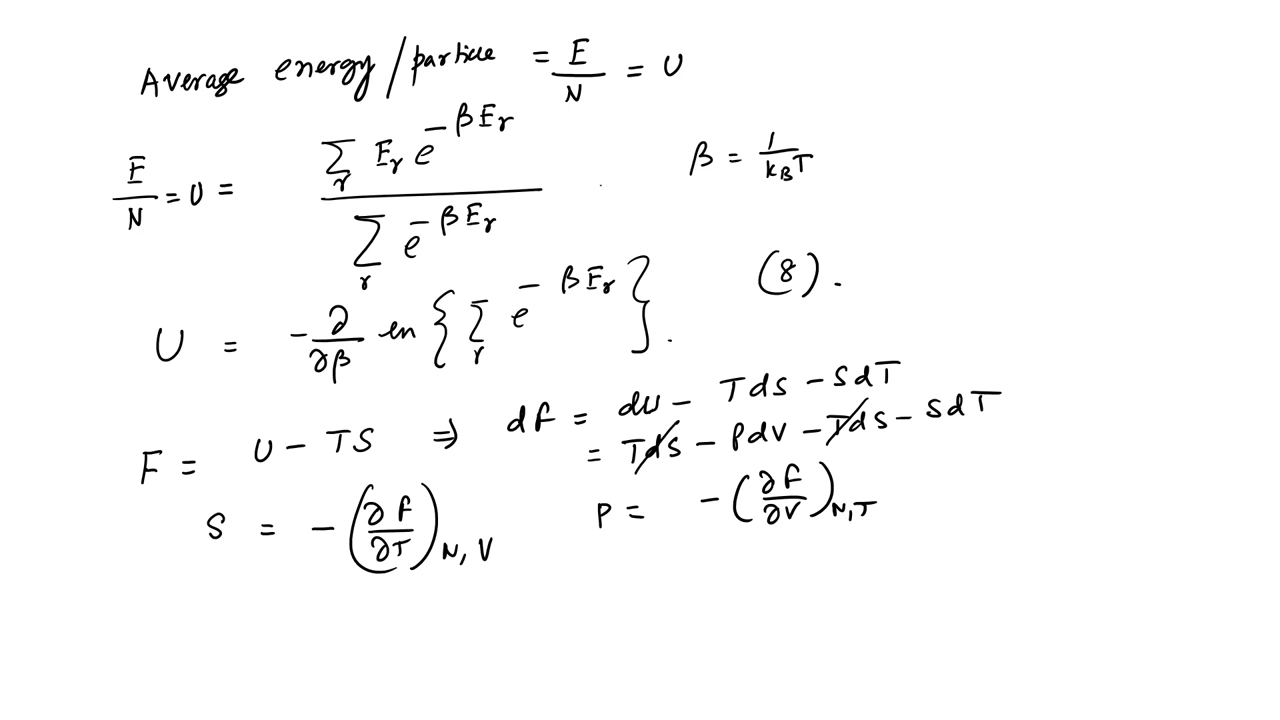 Average energy/particle = E/N = U
E/N = U = ∑_r E_r e^{-βE_r} / ∑_r e^{-βE_r}    β = 1/k_BT
U = -∂/∂β ln { ∑_r e^{-βE_r} }.    (8).
F = U - TS ⇒ dF = dU - TdS - SdT
= TdS - PdV - TdS - SdT
S = -(∂F/∂T)_{N,V}    P = -(∂F/∂V)_{N,T}